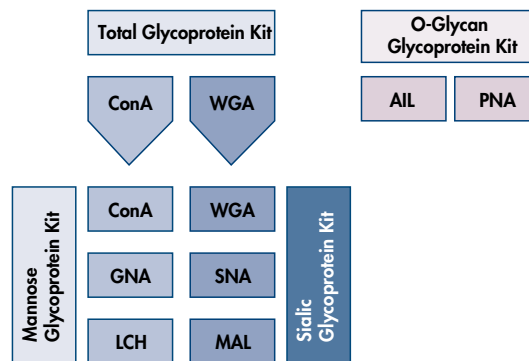 Total Glycoprotein Kit
O-Glycan
Glycoprotein Kit
ConA
WGA
AIL
PNA
Mannose
Glycoprotein Kit
ConA
WGA
Sialic
Glycoprotein Kit
GNA
SNA
LCH
MAL